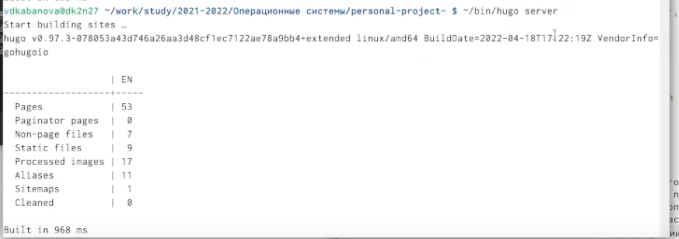 vdkabanova@dk2n27 ~/work/study/2021-2022/Операционные системы/personal-project- $ ~/bin/hugo server
Start building sites …
hugo v0.97.3-078053a43d746a26aa3d48cf1ec7122ae78a9bb4+extended linux/amd64 BuildDate=2022-04-18T17:22:19Z VendorInfo=
gohugoio
| EN
-------------------+-----
Pages | 53
Paginator pages | 0
Non-page files | 7
Static files | 9
Processed images | 17
Aliases | 11
Sitemaps | 1
Cleaned | 0
Built in 968 ms